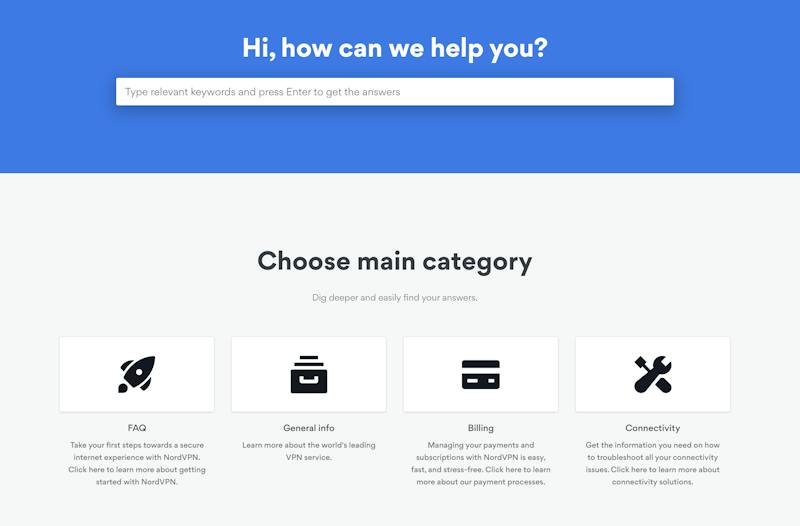 Hi, how can we help you?
Type relevant keywords and press Enter to get the answers
Choose main category
Dig deeper and easily find your answers.
FAQ
Take your first steps towards a secure
internet experience with NordVPN.
Click here to learn more about getting
started with NordVPN.
General info
Learn more about the world's leading
VPN service.
Billing
Managing your payments and
subscriptions with NordVPN is easy,
fast, and stress-free. Click here to learn
more about our payment processes.
Connectivity
Get the information you need on how
to troubleshoot all your connectivity
issues. Click here to learn more about
connectivity solutions.